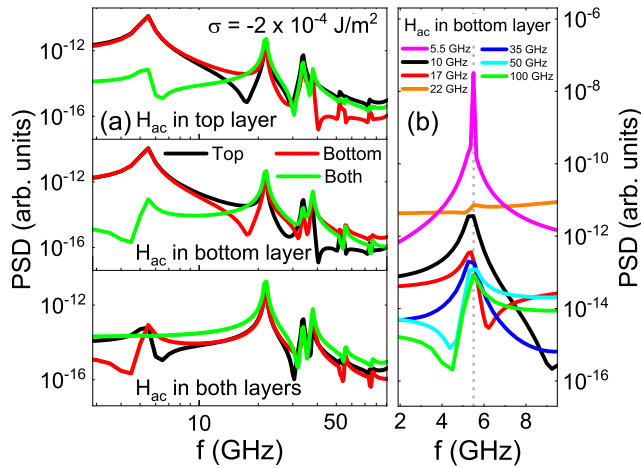 σ = -2 x 10⁻⁴ J/m²
10⁻¹²
10⁻¹⁶
(a) H_ac in top layer
Top
Bottom
Both
10⁻¹²
10⁻¹⁶
H_ac in bottom layer
10⁻¹²
10⁻¹⁶
H_ac in both layers
PSD (arb. units)
10
50
f (GHz)
H_ac in bottom layer
5.5 GHz
35 GHz
10 GHz
50 GHz
17 GHz
100 GHz
22 GHz
(b)
10⁻⁶
10⁻⁸
10⁻¹⁰
10⁻¹²
10⁻¹⁴
10⁻¹⁶
PSD (arb. units)
2
4
6
8
f (GHz)